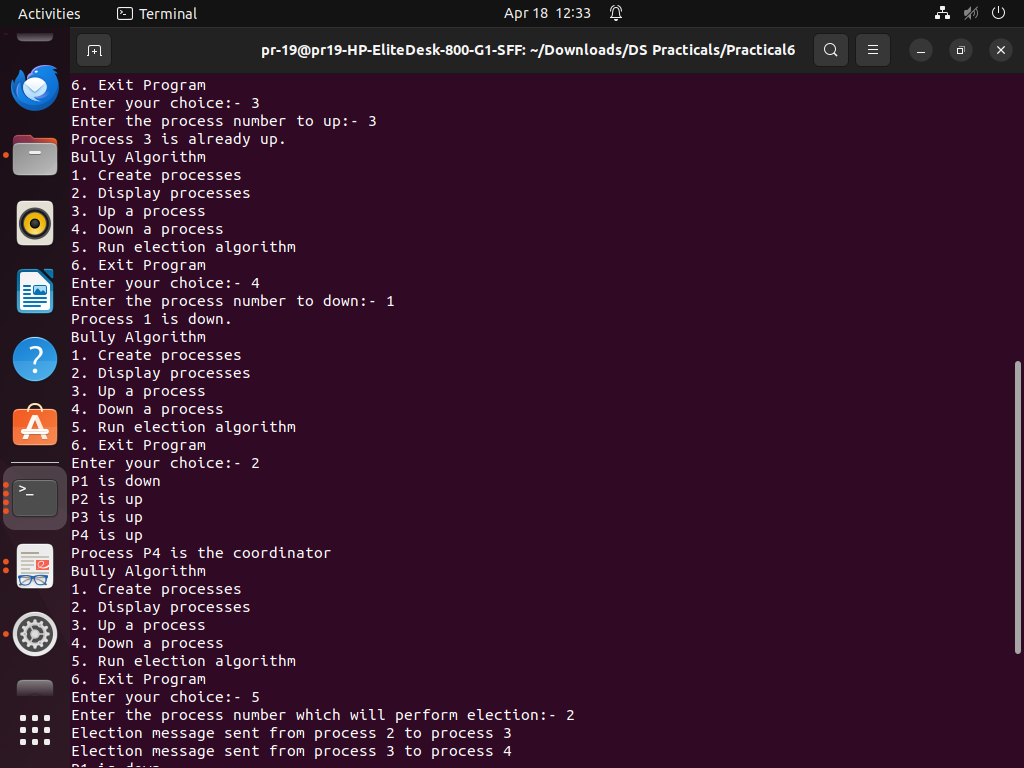 Activities
Terminal
Apr 18 12:33
pr-19@pr19-HP-EliteDesk-800-G1-SFF: ~/Downloads/DS Practicals/Practical6
6. Exit Program
Enter your choice:- 3
Enter the process number to up:- 3
Process 3 is already up.
Bully Algorithm
1. Create processes
2. Display processes
3. Up a process
4. Down a process
5. Run election algorithm
6. Exit Program
Enter your choice:- 4
Enter the process number to down:- 1
Process 1 is down.
Bully Algorithm
1. Create processes
2. Display processes
3. Up a process
4. Down a process
5. Run election algorithm
6. Exit Program
Enter your choice:- 2
P1 is down
P2 is up
P3 is up
P4 is up
Process P4 is the coordinator
Bully Algorithm
1. Create processes
2. Display processes
3. Up a process
4. Down a process
5. Run election algorithm
6. Exit Program
Enter your choice:- 5
Enter the process number which will perform election:- 2
Election message sent from process 2 to process 3
Election message sent from process 3 to process 4
P1 is down